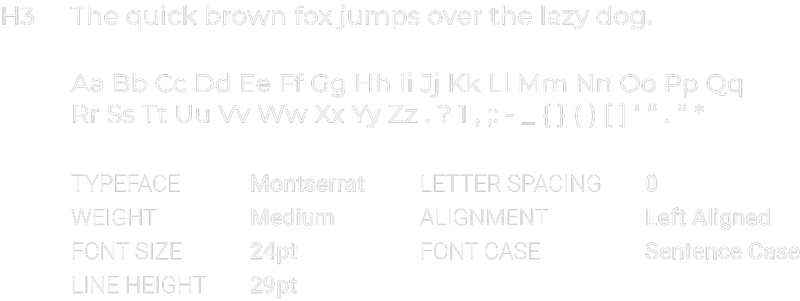 H3 The quick brown fox jumps over the lazy dog.
Aa Bb Cc Dd Ee Ff Gg Hh Ii Jj Kk Ll Mm Nn Oo Pp Qq
Rr Ss Tt Uu Vv Ww Xx Yy Zz . ? 1 , ;: - _ { } ( ) [ ] ‘ “ . “ *
TYPEFACE Montserrat LETTER SPACING 0
WEIGHT Medium ALIGNMENT Left Aligned
FONT SIZE 24pt FONT CASE Sentence Case
LINE HEIGHT 29pt